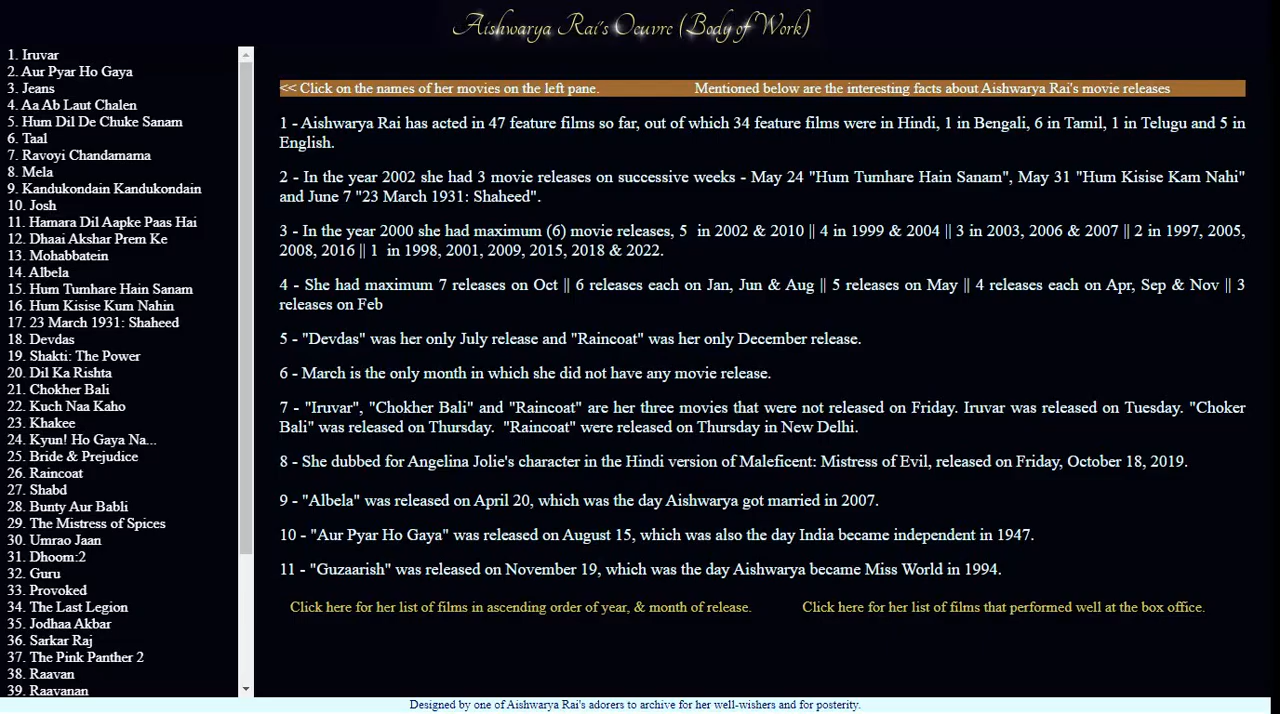 Aishwarya Rai's Oeuvre (Body of Work)
1. Iruvar
2. Aur Pyar Ho Gaya
3. Jeans
4. Aa Ab Laut Chalen
5. Hum Dil De Chuke Sanam
6. Taal
7. Ravoyi Chandamama
8. Mela
9. Kandukondain Kandukondain
10. Josh
11. Hamara Dil Aapke Paas Hai
12. Dhaai Akshar Prem Ke
13. Mohabbatein
14. Albela
15. Hum Tumhare Hain Sanam
16. Hum Kisise Kum Nahin
17. 23 March 1931: Shaheed
18. Devdas
19. Shakti: The Power
20. Dil Ka Rishta
21. Chokher Bali
22. Kuch Naa Kaho
23. Khakee
24. Kyun! Ho Gaya Na...
25. Bride & Prejudice
26. Raincoat
27. Shabd
28. Bunty Aur Babli
29. The Mistress of Spices
30. Umrao Jaan
31. Dhoom:2
32. Guru
33. Provoked
34. The Last Legion
35. Jodhaa Akbar
36. Sarkar Raj
37. The Pink Panther 2
38. Raavan
39. Raavanan
<< Click on the names of her movies on the left pane. Mentioned below are the interesting facts about Aishwarya Rai's movie releases
1 - Aishwarya Rai has acted in 47 feature films so far, out of which 34 feature films were in Hindi, 1 in Bengali, 6 in Tamil, 1 in Telugu and 5 in
English.
2 - In the year 2002 she had 3 movie releases on successive weeks - May 24 "Hum Tumhare Hain Sanam", May 31 "Hum Kisise Kam Nahi"
and June 7 "23 March 1931: Shaheed".
3 - In the year 2000 she had maximum (6) movie releases, 5 in 2002 & 2010 || 4 in 1999 & 2004 || 3 in 2003, 2006 & 2007 || 2 in 1997, 2005,
2008, 2016 || 1 in 1998, 2001, 2009, 2015, 2018 & 2022.
4 - She had maximum 7 releases on Oct || 6 releases each on Jan, Jun & Aug || 5 releases on May || 4 releases each on Apr, Sep & Nov || 3
releases on Feb
5 - "Devdas" was her only July release and "Raincoat" was her only December release.
6 - March is the only month in which she did not have any movie release.
7 - "Iruvar", "Chokher Bali" and "Raincoat" are her three movies that were not released on Friday. Iruvar was released on Tuesday. "Choker
Bali" was released on Thursday. "Raincoat" were released on Thursday in New Delhi.
8 - She dubbed for Angelina Jolie's character in the Hindi version of Maleficent: Mistress of Evil, released on Friday, October 18, 2019.
9 - "Albela" was released on April 20, which was the day Aishwarya got married in 2007.
10 - "Aur Pyar Ho Gaya" was released on August 15, which was also the day India became independent in 1947.
11 - "Guzaarish" was released on November 19, which was the day Aishwarya became Miss World in 1994.
Click here for her list of films in ascending order of year, & month of release. Click here for her list of films that performed well at the box office.
Designed by one of Aishwarya Rai's adorers to archive for her well-wishers and for posterity.